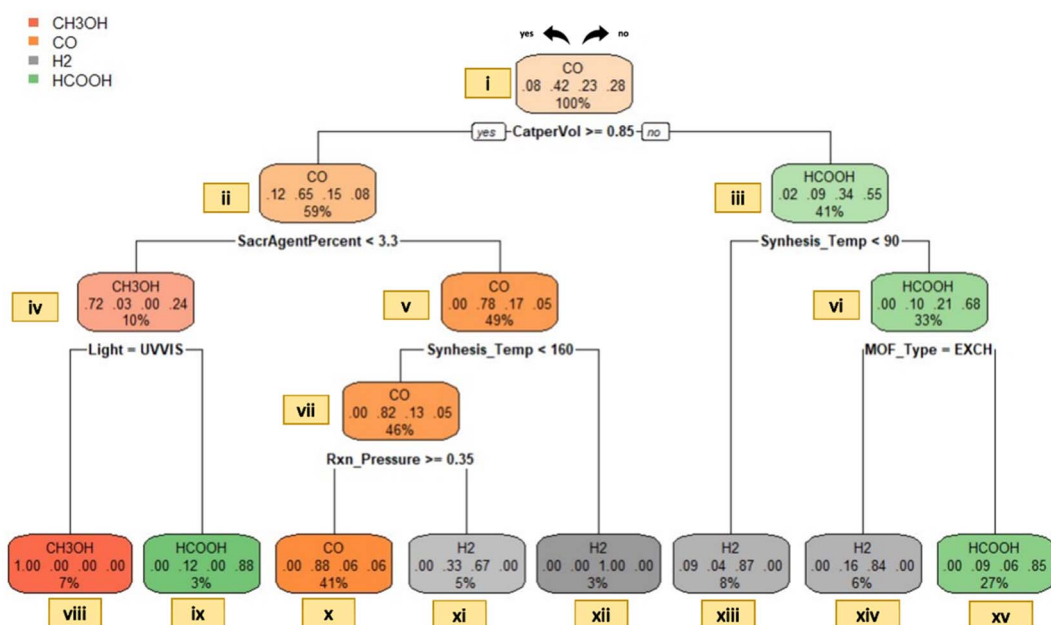 CH3OH
CO
H2
HCOOH
yes no
i
CO
.08 .42 .23 .28
100%
yes CatperVol >= 0.85 no
ii
CO
.12 .65 .15 .08
59%
iii
HCOOH
.02 .09 .34 .55
41%
SacrAgentPercent < 3.3
Synhesis_Temp < 90
iv
CH3OH
.72 .03 .00 .24
10%
v
CO
.00 .78 .17 .05
49%
vi
HCOOH
.00 .10 .21 .68
33%
Light = UVVIS
Synhesis_Temp < 160
MOF_Type = EXCH
vii
CO
.00 .82 .13 .05
46%
Rxn_Pressure >= 0.35
CH3OH
1.00 .00 .00 .00
7%
viii
HCOOH
.00 .12 .00 .88
3%
ix
CO
.00 .88 .06 .06
41%
x
H2
.00 .33 .67 .00
5%
xi
H2
.00 .00 1.00 .00
3%
xii
H2
.09 .04 .87 .00
8%
xiii
H2
.00 .16 .84 .00
6%
xiv
HCOOH
.00 .09 .06 .85
27%
xv